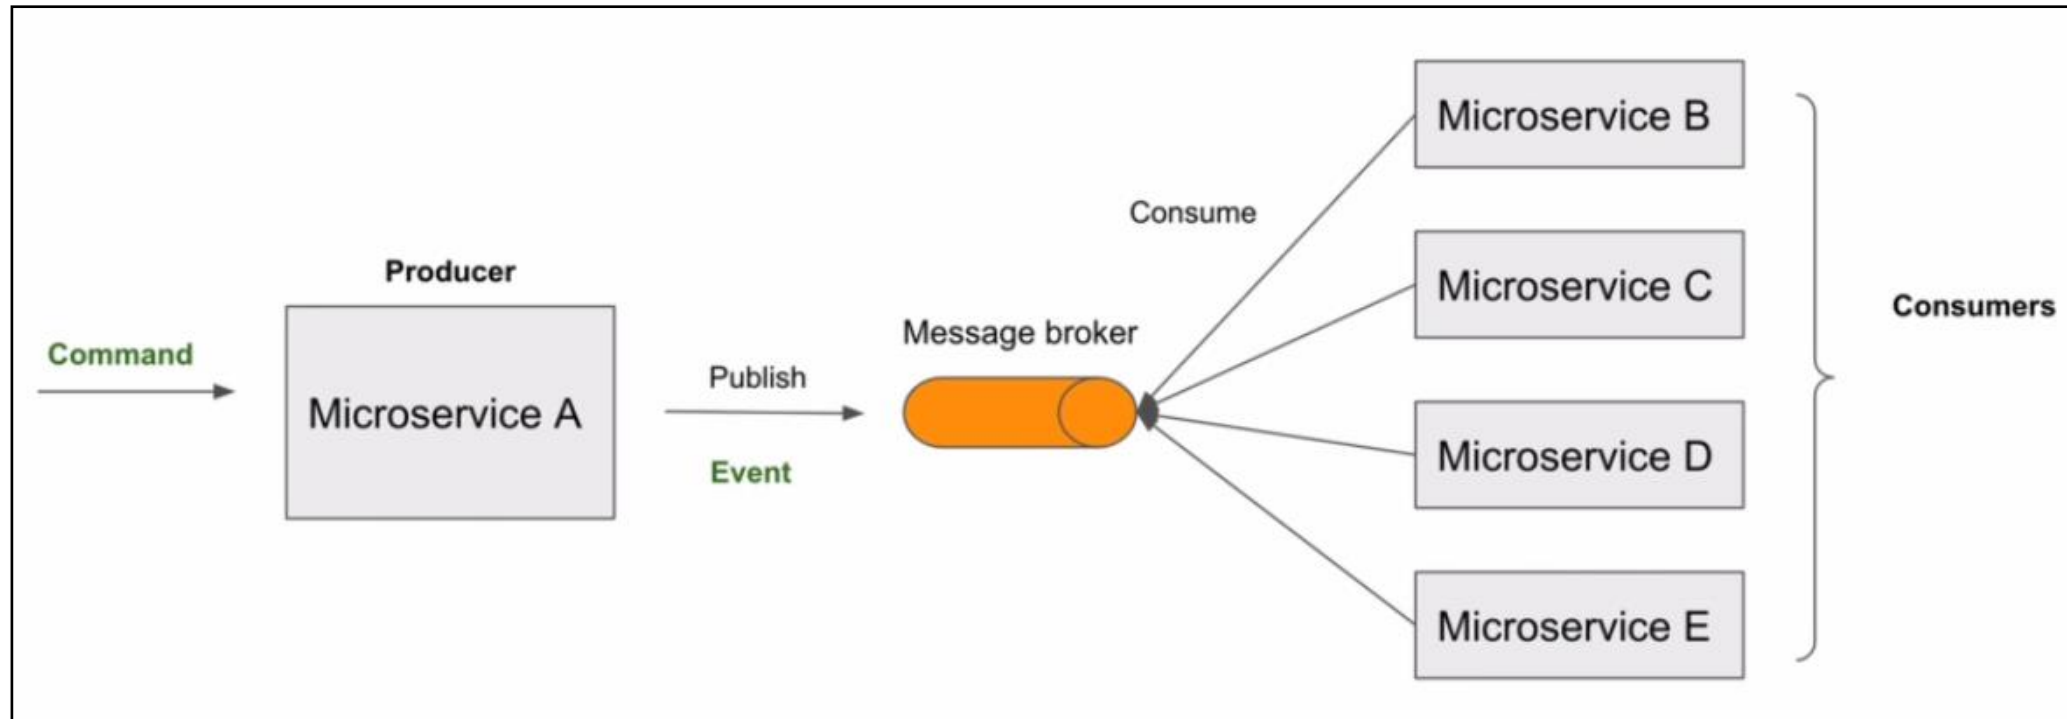 Command
Producer
Microservice A
Publish
Event
Message broker
Consume
Microservice B
Microservice C
Microservice D
Microservice E
Consumers